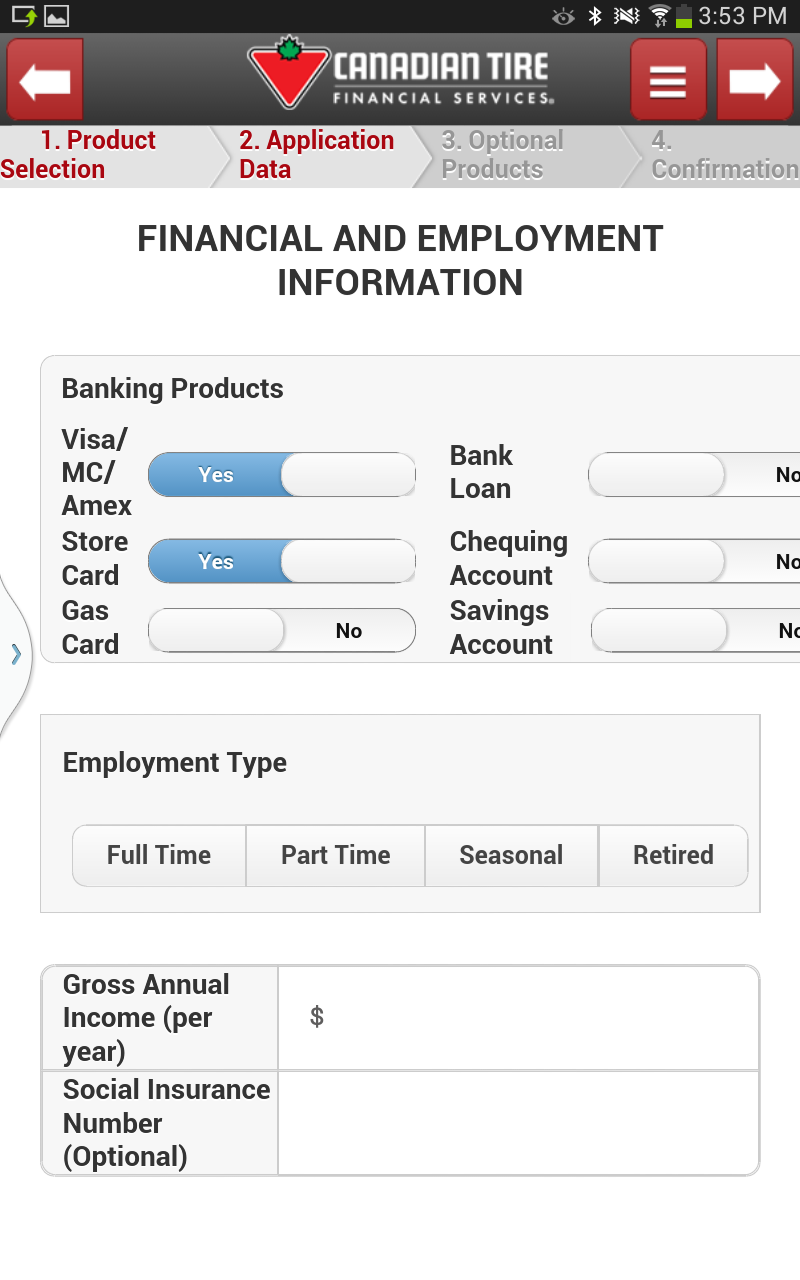 3:53 PM
CANADIAN TIRE
FINANCIAL SERVICES®
1. Product
Selection
2. Application
Data
3. Optional
Products
4.
Confirmation
FINANCIAL AND EMPLOYMENT
INFORMATION
Banking Products
Visa/
MC/
Amex
Yes
Bank
Loan
No
Store
Card
Yes
Chequing
Account
No
Gas
Card
No
Savings
Account
No
Employment Type
Full Time
Part Time
Seasonal
Retired
Gross Annual
Income (per
year)
$
Social Insurance
Number
(Optional)